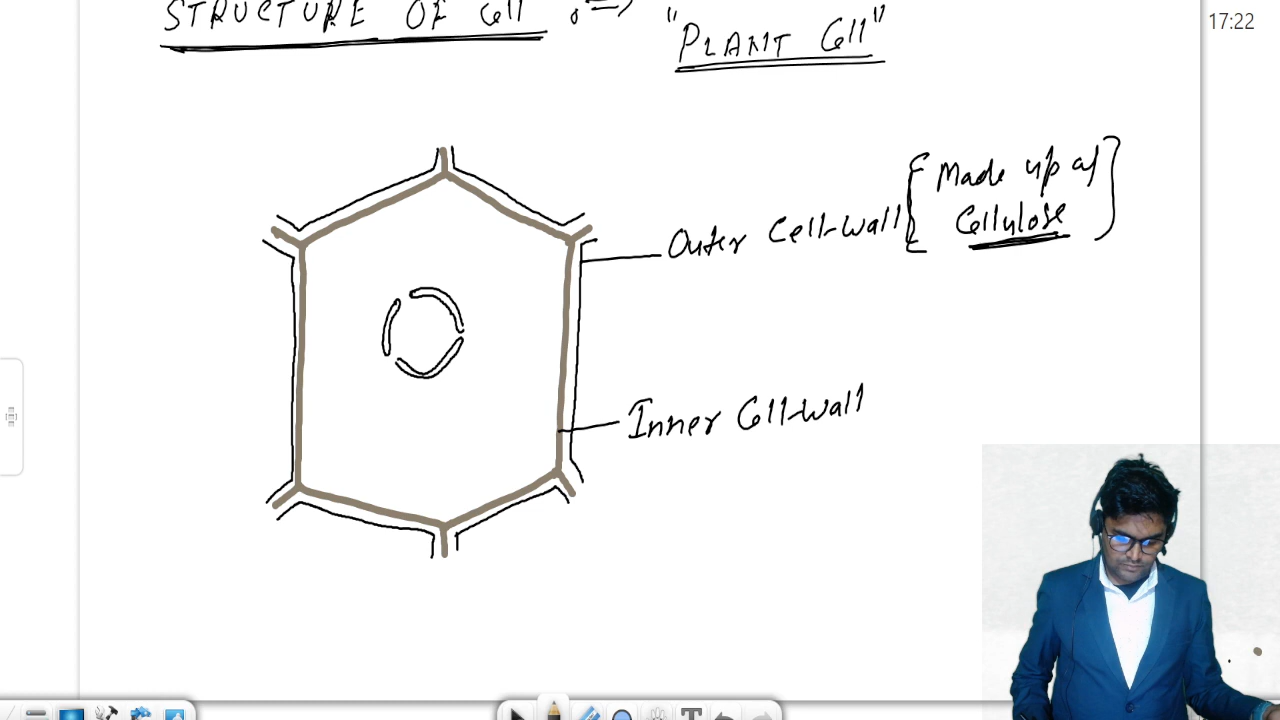 STRUCTURE OF Cell :=>
"PLANT Cell"
17:22
{ Made up of
Outer Cell-wall
Cellulose }
Inner Cell-wall
T